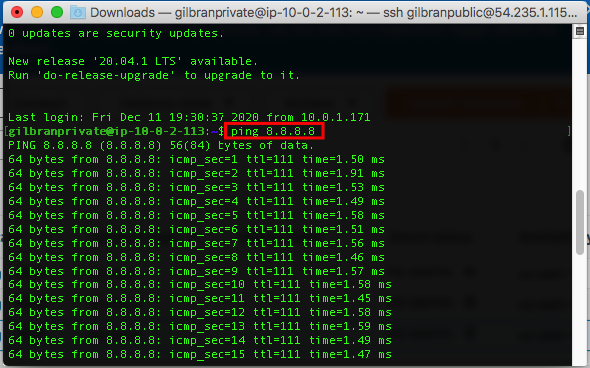 Downloads — gilbranprivate@ip-10-0-2-113: ~ — ssh gilbranpublic@54.235.1.115...
0 updates are security updates.
New release '20.04.1 LTS' available.
Run 'do-release-upgrade' to upgrade to it.
Last login: Fri Dec 11 19:30:37 2020 from 10.0.1.171
[gilbranprivate@ip-10-0-2-113:~$ ping 8.8.8.8 ]
PING 8.8.8.8 (8.8.8.8) 56(84) bytes of data.
64 bytes from 8.8.8.8: icmp_seq=1 ttl=111 time=1.50 ms
64 bytes from 8.8.8.8: icmp_seq=2 ttl=111 time=1.91 ms
64 bytes from 8.8.8.8: icmp_seq=3 ttl=111 time=1.53 ms
64 bytes from 8.8.8.8: icmp_seq=4 ttl=111 time=1.49 ms
64 bytes from 8.8.8.8: icmp_seq=5 ttl=111 time=1.58 ms
64 bytes from 8.8.8.8: icmp_seq=6 ttl=111 time=1.51 ms
64 bytes from 8.8.8.8: icmp_seq=7 ttl=111 time=1.56 ms
64 bytes from 8.8.8.8: icmp_seq=8 ttl=111 time=1.46 ms
64 bytes from 8.8.8.8: icmp_seq=9 ttl=111 time=1.57 ms
64 bytes from 8.8.8.8: icmp_seq=10 ttl=111 time=1.58 ms
64 bytes from 8.8.8.8: icmp_seq=11 ttl=111 time=1.45 ms
64 bytes from 8.8.8.8: icmp_seq=12 ttl=111 time=1.58 ms
64 bytes from 8.8.8.8: icmp_seq=13 ttl=111 time=1.59 ms
64 bytes from 8.8.8.8: icmp_seq=14 ttl=111 time=1.49 ms
64 bytes from 8.8.8.8: icmp_seq=15 ttl=111 time=1.47 ms